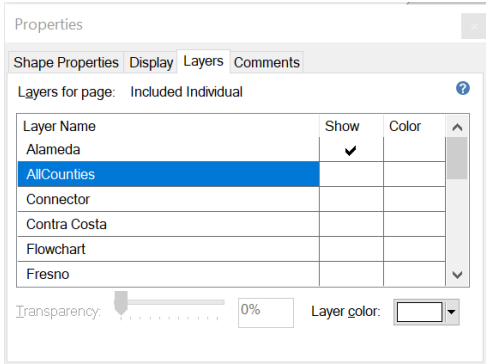 Properties
Shape Properties Display Layers Comments
Layers for page: Included Individual
Layer Name Show Color
Alameda
AllCounties
Connector
Contra Costa
Flowchart
Fresno
Transparency: 0% Layer color: